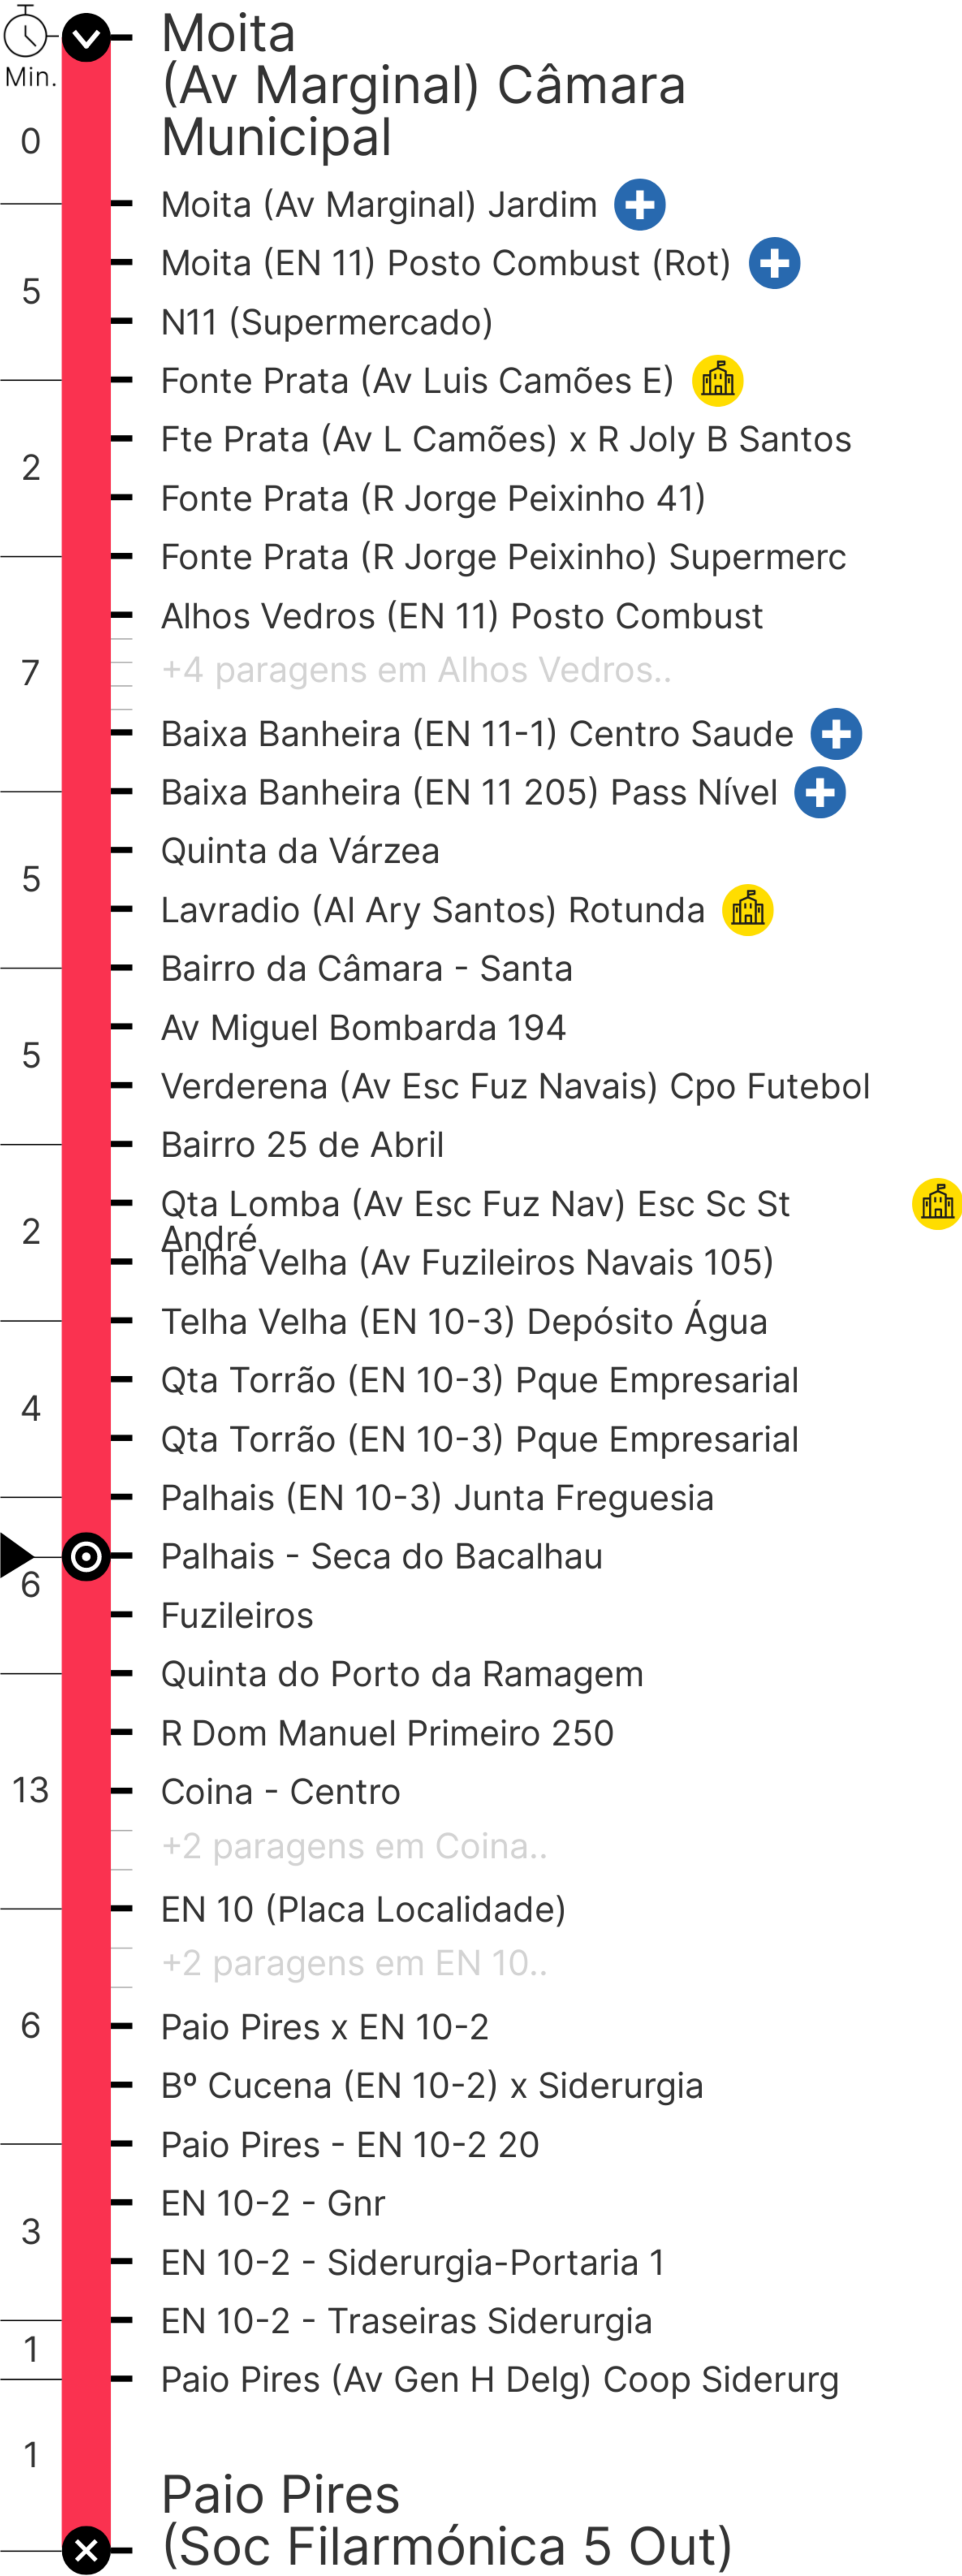 Moita
Min.
(Av Marginal) Câmara
0
Municipal
Moita (Av Marginal) Jardim
Moita (EN 11) Posto Combust (Rot)
5
N11 (Supermercado)
Fonte Prata (Av Luis Camões E)
Fte Prata (Av L Camões) x R Joly B Santos
2
Fonte Prata (R Jorge Peixinho 41)
Fonte Prata (R Jorge Peixinho) Supermerc
Alhos Vedros (EN 11) Posto Combust
7
+4 paragens em Alhos Vedros..
Baixa Banheira (EN 11-1) Centro Saude
Baixa Banheira (EN 11 205) Pass Nível
Quinta da Várzea
5
Lavradio (Al Ary Santos) Rotunda
Bairro da Câmara - Santa
Av Miguel Bombarda 194
5
Verderena (Av Esc Fuz Navais) Cpo Futebol
Bairro 25 de Abril
Qta Lomba (Av Esc Fuz Nav) Esc Sc St
2
André
Telha Velha (Av Fuzileiros Navais 105)
Telha Velha (EN 10-3) Depósito Água
Qta Torrão (EN 10-3) Pque Empresarial
4
Qta Torrão (EN 10-3) Pque Empresarial
Palhais (EN 10-3) Junta Freguesia
Palhais - Seca do Bacalhau
6
Fuzileiros
Quinta do Porto da Ramagem
R Dom Manuel Primeiro 250
13
Coina - Centro
+2 paragens em Coina..
EN 10 (Placa Localidade)
+2 paragens em EN 10..
6
Paio Pires x EN 10-2
Bº Cucena (EN 10-2) x Siderurgia
Paio Pires - EN 10-2 20
EN 10-2 - Gnr
3
EN 10-2 - Siderurgia-Portaria 1
EN 10-2 - Traseiras Siderurgia
1
Paio Pires (Av Gen H Delg) Coop Siderurg
1
Paio Pires
(Soc Filarmónica 5 Out)